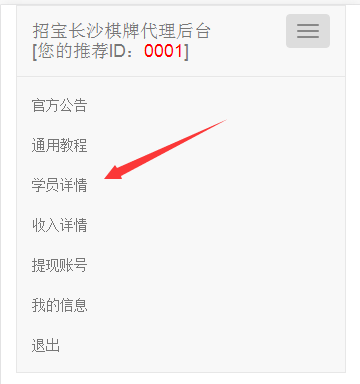 招宝长沙棋牌代理后台
[您的推荐ID：0001]
官方公告
通用教程
学员详情
收入详情
提现账号
我的信息
退出